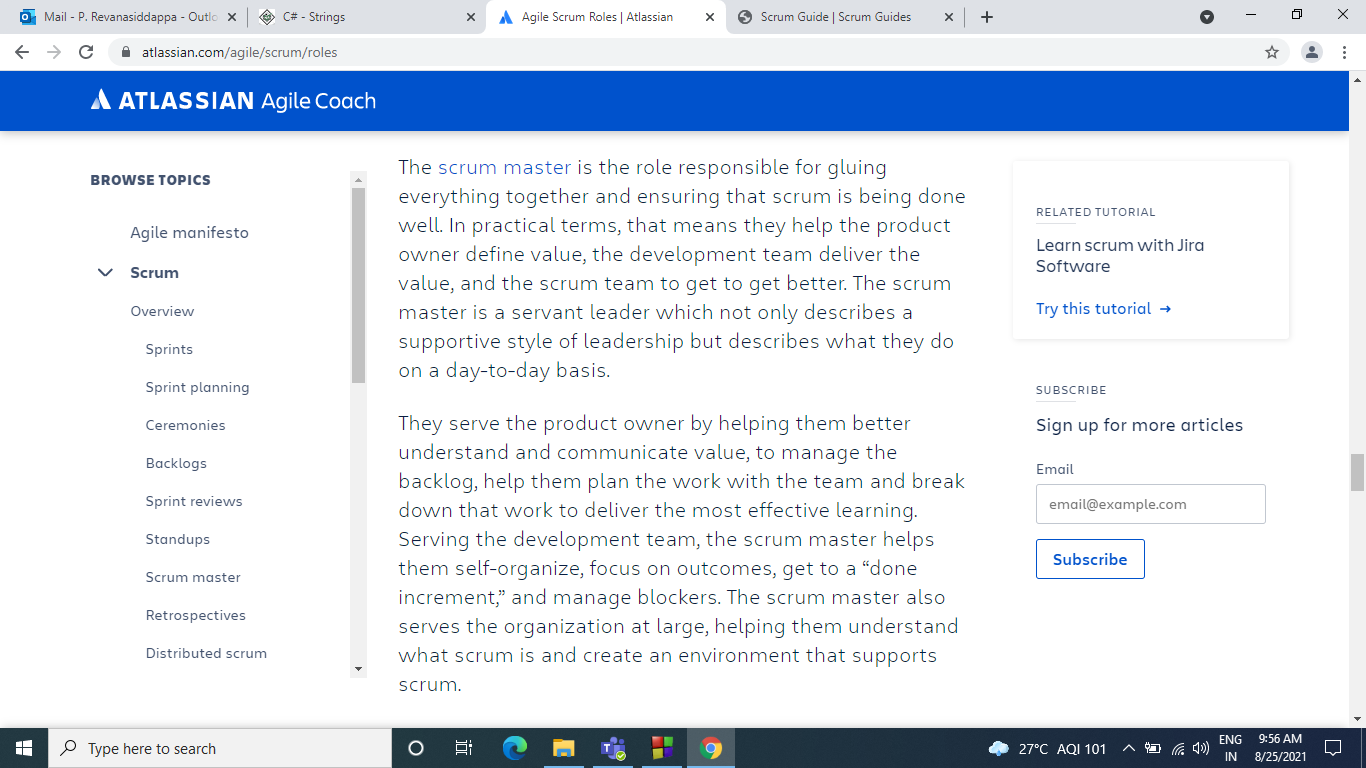 Mail - P. Revanasiddappa - Outlo
C# - Strings
Agile Scrum Roles | Atlassian
Scrum Guide | Scrum Guides
atlassian.com/agile/scrum/roles
ATLASSIAN Agile Coach
BROWSE TOPICS
Agile manifesto
Scrum
Overview
Sprints
Sprint planning
Ceremonies
Backlogs
Sprint reviews
Standups
Scrum master
Retrospectives
Distributed scrum
The scrum master is the role responsible for gluing
everything together and ensuring that scrum is being done
well. In practical terms, that means they help the product
owner define value, the development team deliver the
value, and the scrum team to get to get better. The scrum
master is a servant leader which not only describes a
supportive style of leadership but describes what they do
on a day-to-day basis.
They serve the product owner by helping them better
understand and communicate value, to manage the
backlog, help them plan the work with the team and break
down that work to deliver the most effective learning.
Serving the development team, the scrum master helps
them self-organize, focus on outcomes, get to a “done
increment,” and manage blockers. The scrum master also
serves the organization at large, helping them understand
what scrum is and create an environment that supports
scrum.
RELATED TUTORIAL
Learn scrum with Jira
Software
Try this tutorial →
SUBSCRIBE
Sign up for more articles
Email
email@example.com
Subscribe
Type here to search
27°C AQI 101
ENG
IN
9:56 AM
8/25/2021